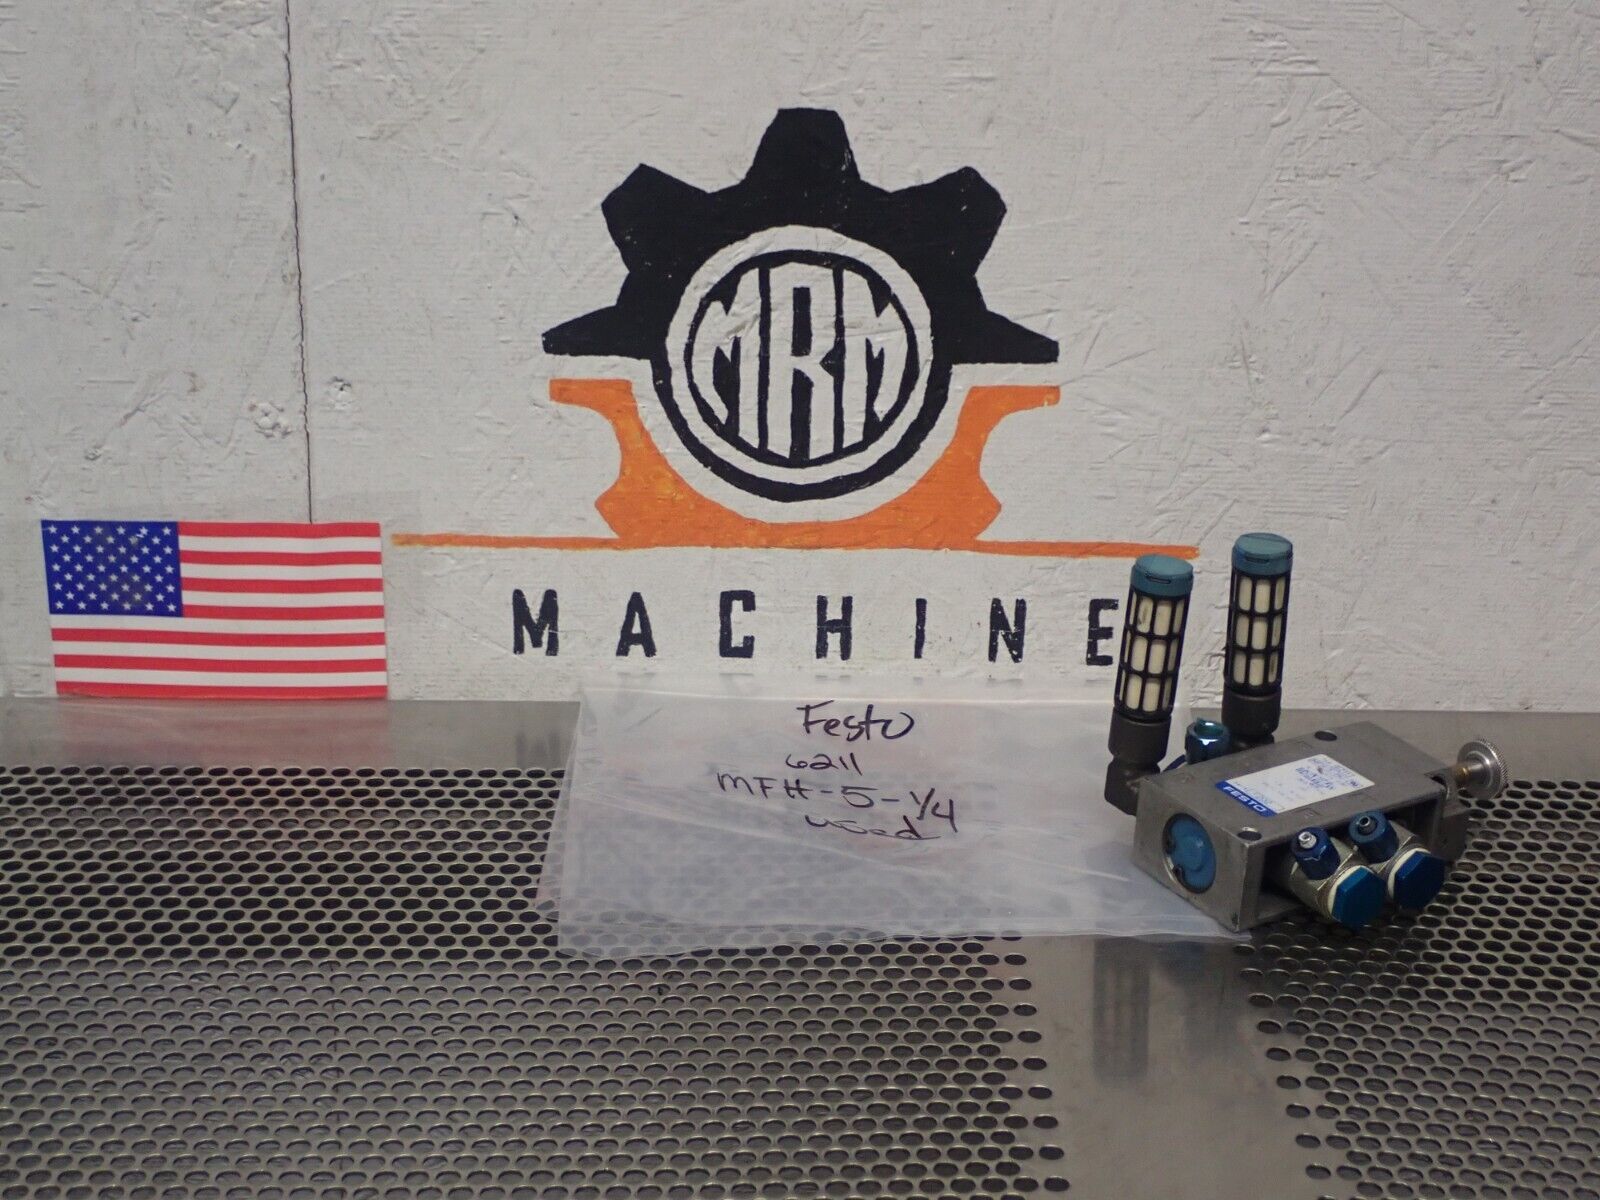 MRM
MACHINE
Festo
6211
MFH-5-1/4
used
FESTO